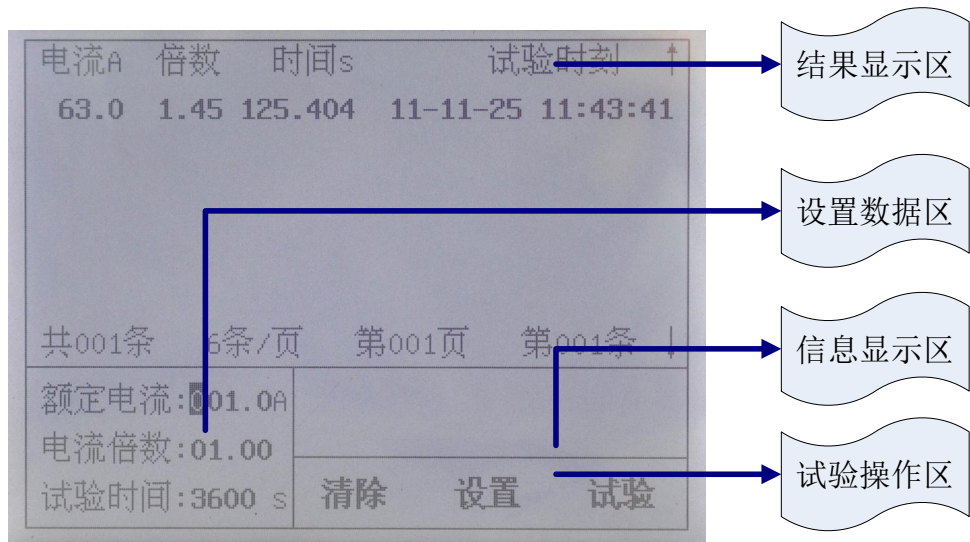 电流A 倍数 时间s 试验时刻 ↑
63.0 1.45 125.404 11-11-25 11:43:41
共001条 6条/页 第001页 第001条 ↓
额定电流:001.0A
电流倍数:01.00
试验时间:3600 s
清除 设置 试验
结果显示区
设置数据区
信息显示区
试验操作区